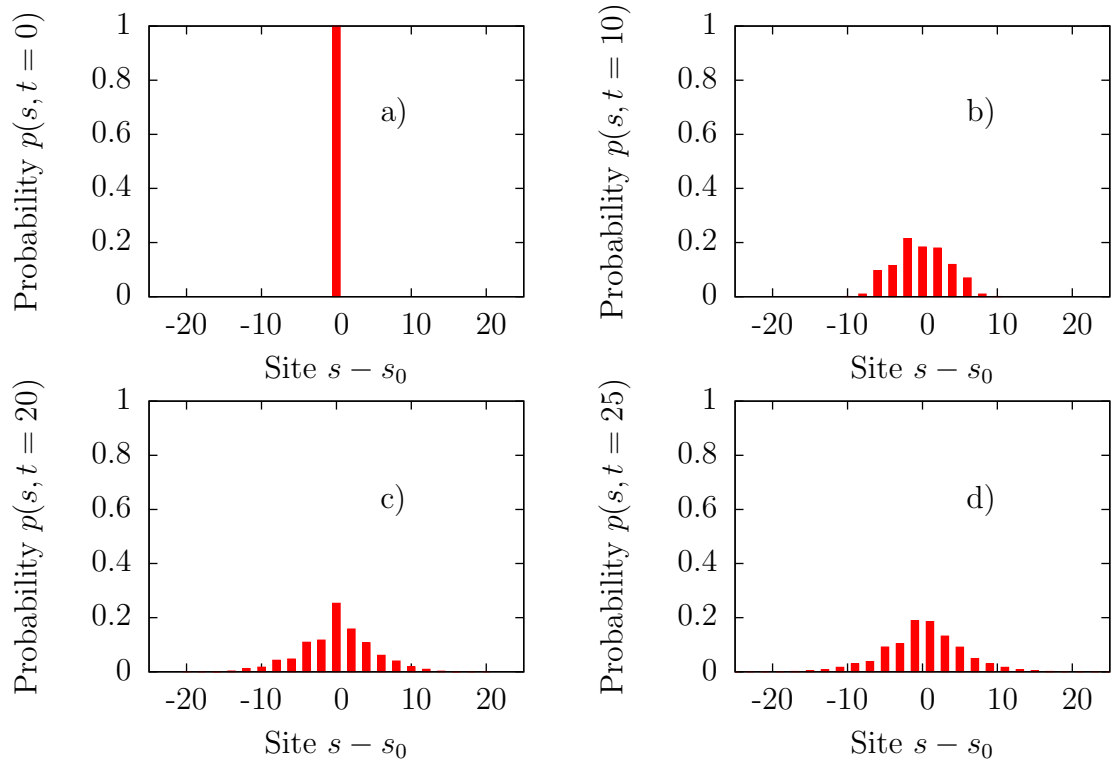 Probability p(s, t = 0)
1
0.8
0.6
0.4
0.2
0
a)
-20 -10 0 10 20
Site s − s₀
Probability p(s, t = 10)
1
0.8
0.6
0.4
0.2
0
b)
-20 -10 0 10 20
Site s − s₀
Probability p(s, t = 20)
1
0.8
0.6
0.4
0.2
0
c)
-20 -10 0 10 20
Site s − s₀
Probability p(s, t = 25)
1
0.8
0.6
0.4
0.2
0
d)
-20 -10 0 10 20
Site s − s₀